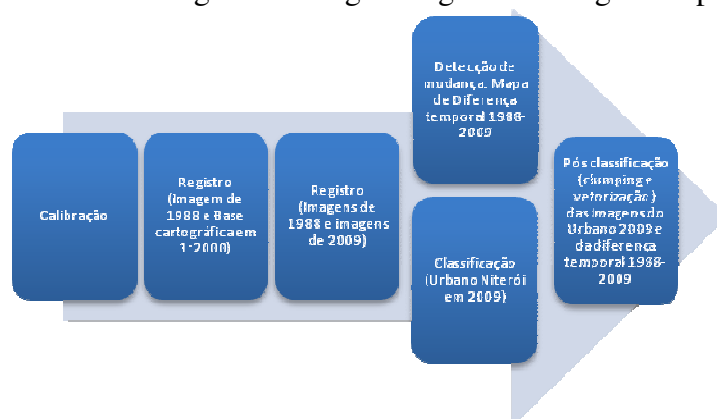 Calibração
Registro
(Imagem de
1988 e Base
cartográfica em
1:2000)
Registro
(Imagens de
1988 e imagens
de 2009)
Detecção de
mudança. Mapa
de Diferença
temporal 1988-
2009
Classificação
(Urbano Niterói
em 2009)
Pós classificação
(clumping e
vetorização)
das imagens do
Urbano 2009 e
da diferença
temporal 1988-
2009